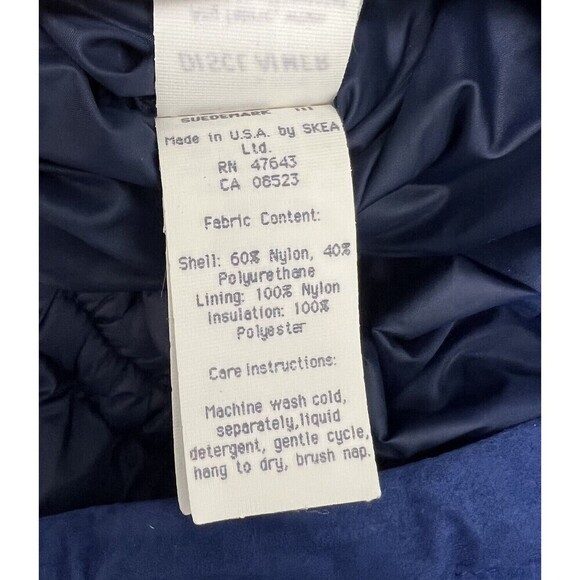 DISCLAIMER
SUEDEMARK III
Made in U.S.A. by SKEA
Ltd.
RN 47643
CA 08523
Fabric Content:
Shell: 60% Nylon, 40%
Polyurethane
Lining: 100% Nylon
Insulation: 100%
Polyester
Care Instructions:
Machine wash cold,
separately,liquid
detergent, gentle cycle,
hang to dry, brush nap.